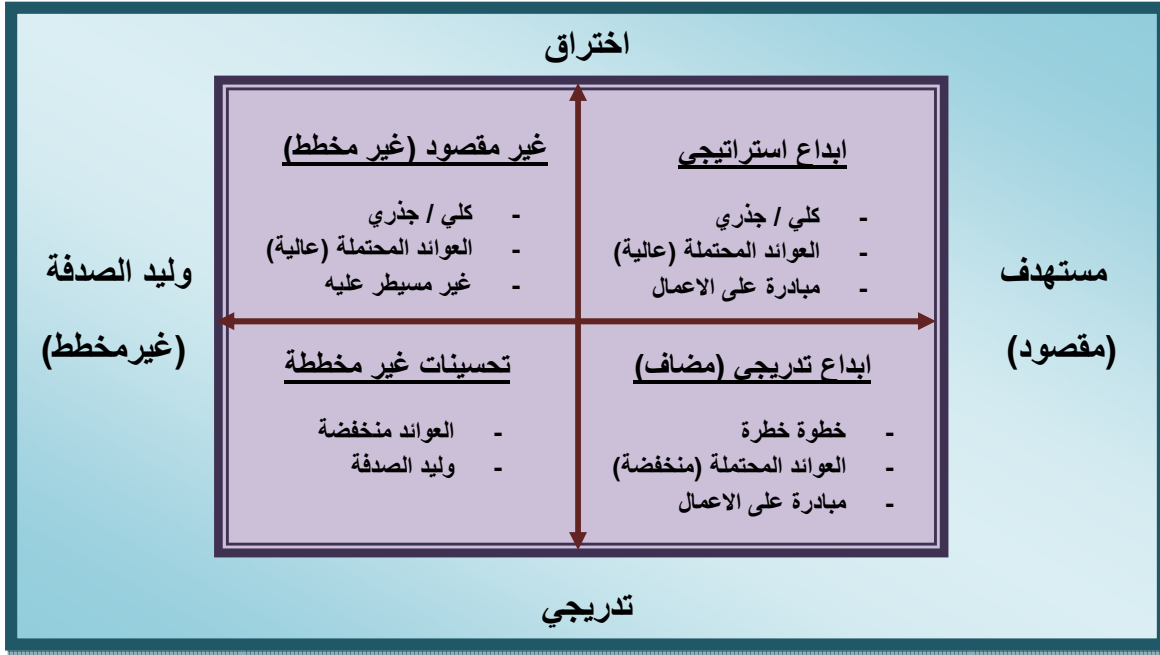 اختراق
ابداع استراتيجي
- كلي / جذري
- العوائد المحتملة (عالية)
- مبادرة على الاعمال
غير مقصود (غير مخطط)
- كلي / جذري
- العوائد المحتملة (عالية)
- غير مسيطر عليه
مستهدف
(مقصود)
وليد الصدفة
(غيرمخطط)
ابداع تدريجي (مضاف)
- خطوة خطرة
- العوائد المحتملة (منخفضة)
- مبادرة على الاعمال
تحسينات غير مخططة
- العوائد منخفضة
- وليد الصدفة
تدريجي